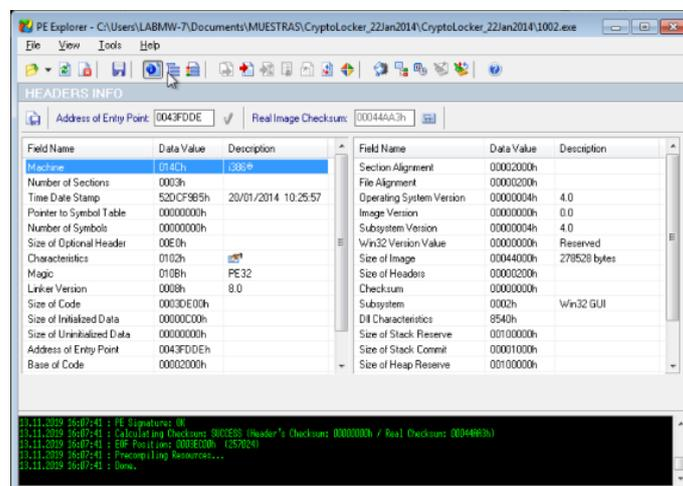 PE Explorer - C:\Users\LABMW-7\Documents\MUESTRAS\CryptoLocker_22Jan2014\CryptoLocker_22Jan2014\1002.exe
File View Tools Help
HEADERS INFO
Address of Entry Point: 0043FDDE Real Image Checksum: 00044AA3h
Field Name Data Value Description
Machine 014Ch i386®
Number of Sections 0003h
Time Date Stamp 52DCF9B5h 20/01/2014 10:25:57
Pointer to Symbol Table 00000000h
Number of Symbols 00000000h
Size of Optional Header 00E0h
Characteristics 0102h
Magic 010Bh PE32
Linker Version 0008h 8.0
Size of Code 0003DE00h
Size of Initialized Data 00000C00h
Size of Uninitialized Data 00000000h
Address of Entry Point 0043FDDEh
Base of Code 00002000h
Field Name Data Value Description
Section Alignment 00002000h
File Alignment 00000200h
Operating System Version 00000004h 4.0
Image Version 00000000h 0.0
Subsystem Version 00000004h 4.0
Win32 Version Value 00000000h Reserved
Size of Image 00044000h 278528 bytes
Size of Headers 00000200h
Checksum 00000000h
Subsystem 0002h Win32 GUI
Dll Characteristics 8540h
Size of Stack Reserve 00100000h
Size of Stack Commit 00001000h
Size of Heap Reserve 00100000h
13.11.2019 16:07:41 : PE Signature: OK
13.11.2019 16:07:41 : Calculating Checksum: SUCCESS (Header's Checksum: 00000000h / Real Checksum: 00044AA3h)
13.11.2019 16:07:41 : EOF Position: 0003EC00h (257024)
13.11.2019 16:07:41 : Precompiling Resources...
13.11.2019 16:07:41 : Done.